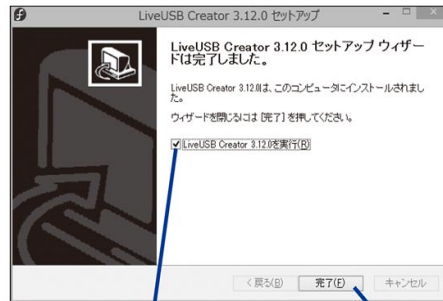 LiveUSB Creator 3.12.0 セットアップ
LiveUSB Creator 3.12.0 セットアップ ウィザー
ドは完了しました。
LiveUSB Creator 3.12.0は、このコンピュータにインストールされまし
た。
ウィザードを閉じるには [完了] を押してください。
LiveUSB Creator 3.12.0を実行(R)
< 戻る(B) 完了(F) キャンセル